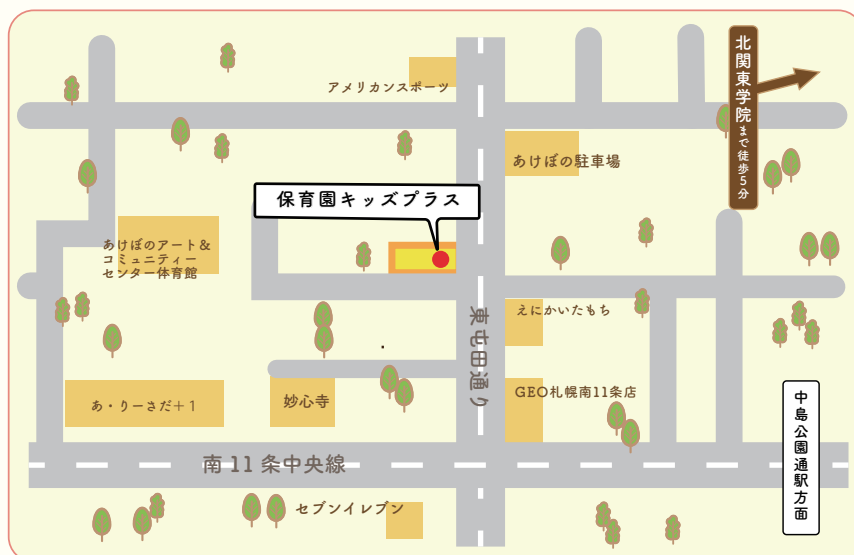 アメリカンスポーツ
北関東学院まで徒歩5分
あけぼの駐車場
保育園キッズプラス
あけぼのアート＆
コミュニティー
センター体育館
えにかいたもち
東屯田通り
あ・りーさだ＋1
妙心寺
GEO札幌南11条店
中島公園通駅方面
南11条中央線
セブンイレブン